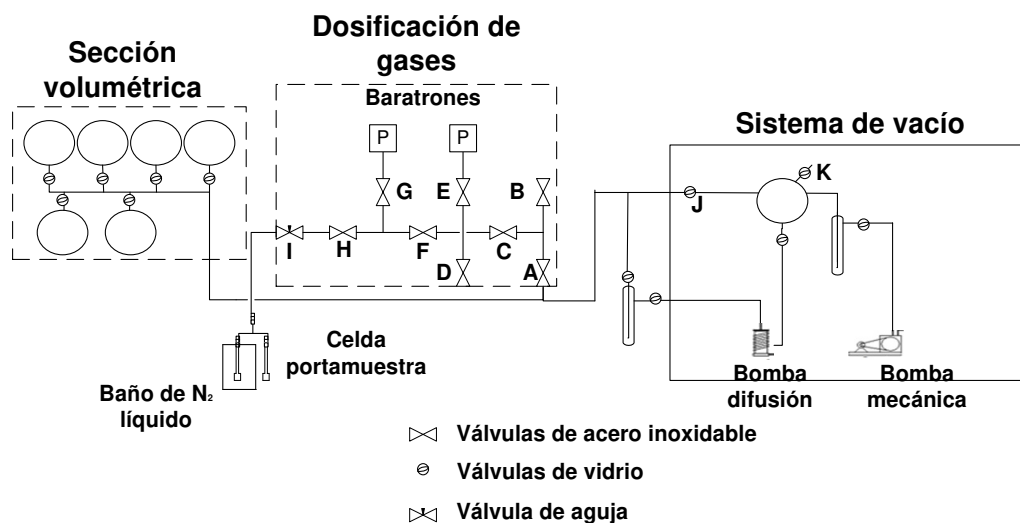 Sección
volumétrica
Dosificación de
gases
Baratrones
P
P
G
E
B
I
H
F
C
D
A
Sistema de vacío
K
J
Bomba
difusión
Bomba
mecánica
Celda
portamuestra
Baño de N₂
líquido
Válvulas de acero inoxidable
Válvulas de vidrio
Válvula de aguja